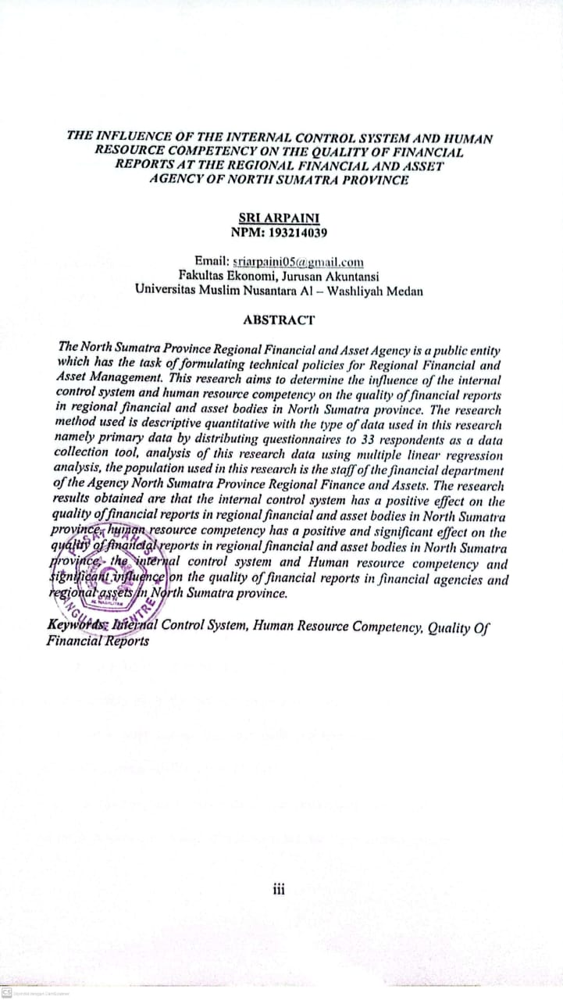 THE INFLUENCE OF THE INTERNAL CONTROL SYSTEM AND HUMAN
RESOURCE COMPETENCY ON THE QUALITY OF FINANCIAL
REPORTS AT THE REGIONAL FINANCIAL AND ASSET
AGENCY OF NORTH SUMATRA PROVINCE
SRI ARPAINI
NPM: 193214039
Email: sriarpaini05@gmail.com
Fakultas Ekonomi, Jurusan Akuntansi
Universitas Muslim Nusantara Al – Washliyah Medan
ABSTRACT
The North Sumatra Province Regional Financial and Asset Agency is a public entity
which has the task of formulating technical policies for Regional Financial and
Asset Management. This research aims to determine the influence of the internal
control system and human resource competency on the quality of financial reports
in regional financial and asset bodies in North Sumatra province. The research
method used is descriptive quantitative with the type of data used in this research
namely primary data by distributing questionnaires to 33 respondents as a data
collection tool, analysis of this research data using multiple linear regression
analysis, the population used in this research is the staff of the financial department
of the Agency North Sumatra Province Regional Finance and Assets. The research
results obtained are that the internal control system has a positive effect on the
quality of financial reports in regional financial and asset bodies in North Sumatra
province, human resource competency has a positive and significant effect on the
quality of financial reports in regional financial and asset bodies in North Sumatra
province. the internal control system and Human resource competency and
significant influence on the quality of financial reports in financial agencies and
regional assets in North Sumatra province.
Keywords: Internal Control System, Human Resource Competency, Quality Of
Financial Reports
PUSAT BAHASA
LANGUAGE CENTRE
AL WASHLIYAH
iii
CS Dipindai dengan CamScanner